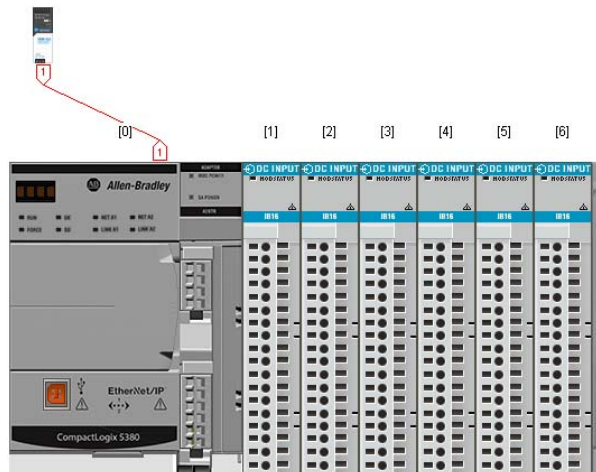 1
[0] [1] [2] [3] [4] [5] [6]
1
Allen-Bradley
ADAPTER
MOD POWER
SA POWER
DC INPUT DC INPUT DC INPUT DC INPUT DC INPUT DC INPUT
MOD STATUS MOD STATUS MOD STATUS MOD STATUS MOD STATUS MOD STATUS
IB16 IB16 IB16 IB16 IB16 IB16
RUN OK NET A1 NET A2
FORCE SD LINK A1 LINK A2
EtherNet/IP
CompactLogix 5380